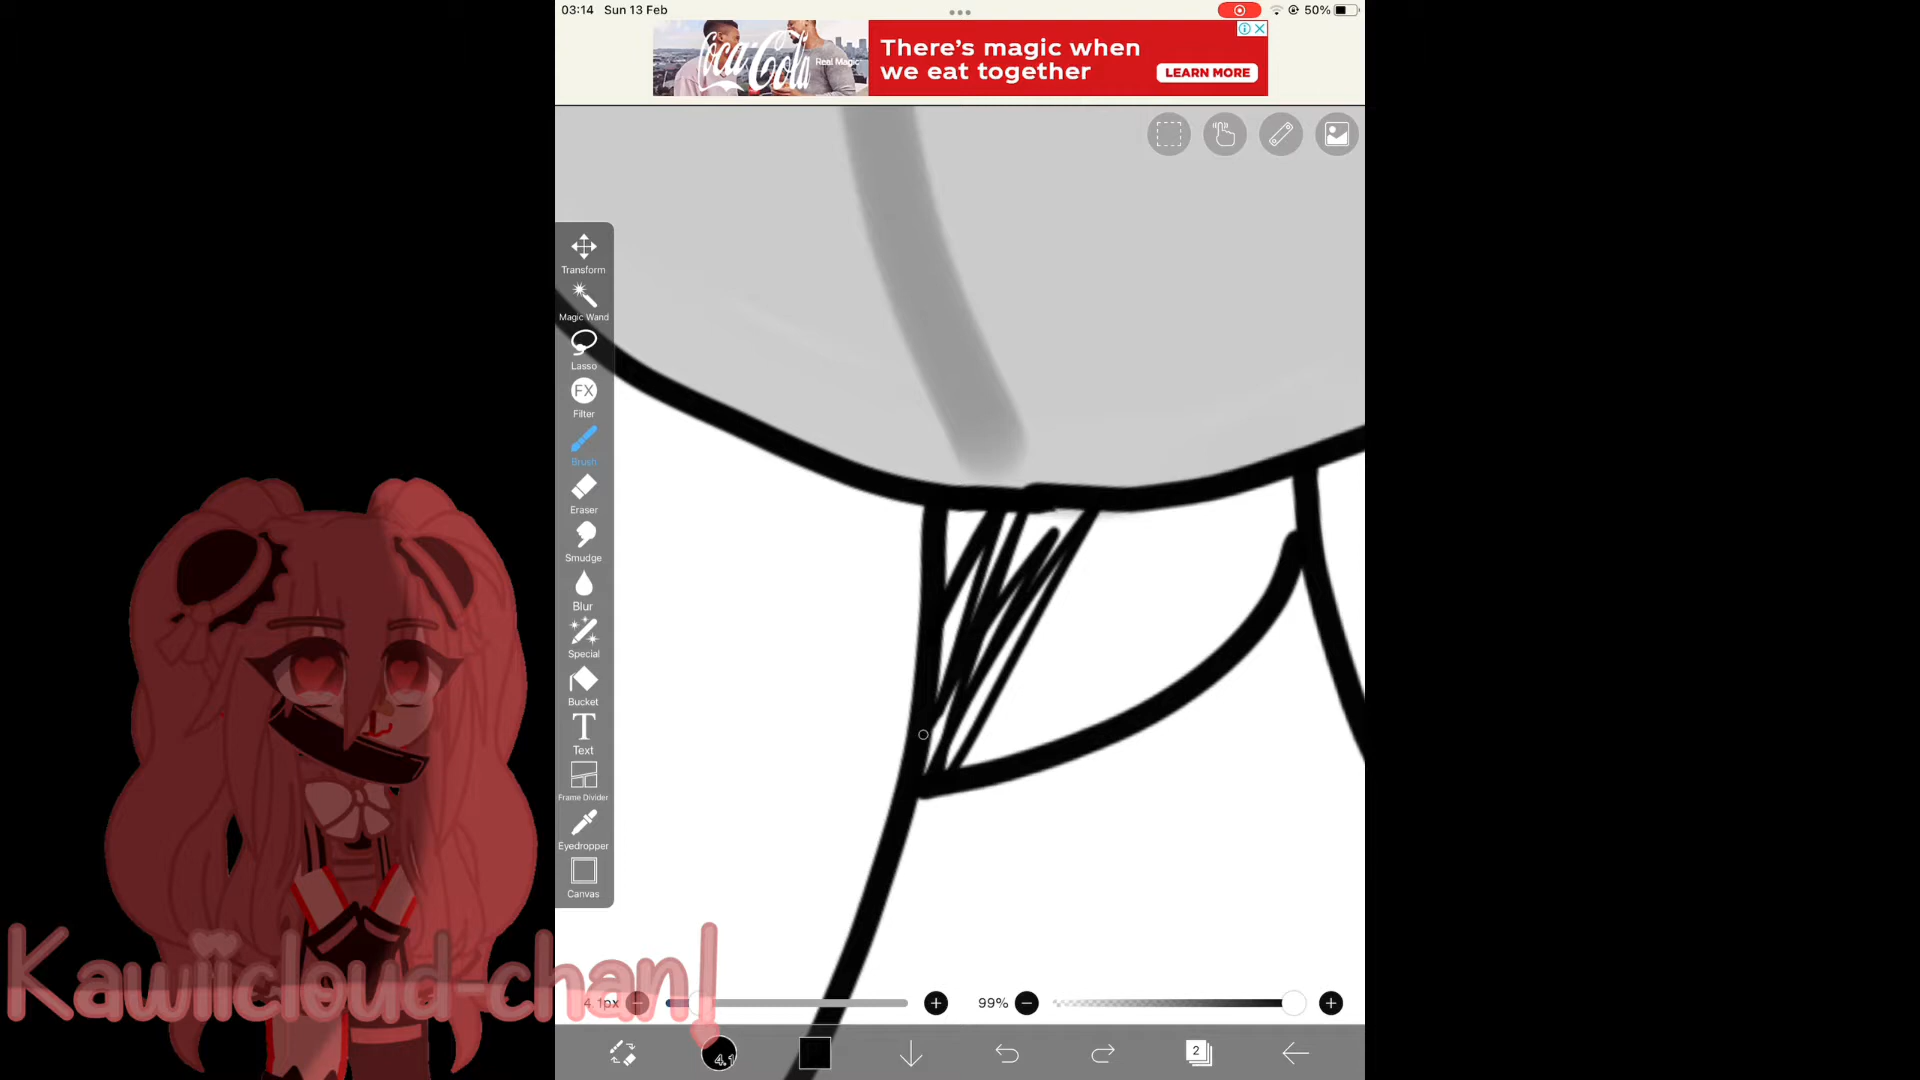 03:14 Sun 13 Feb
50%
Coca-Cola
Real Magic
There's magic when
we eat together
LEARN MORE
Transform
Magic Wand
Lasso
FX
Filter
Brush
Eraser
Smudge
Blur
Special
Bucket
T
Text
Frame Divider
Eyedropper
Canvas
Kawiicloud-chan!
4.1px
99%
4.1
2